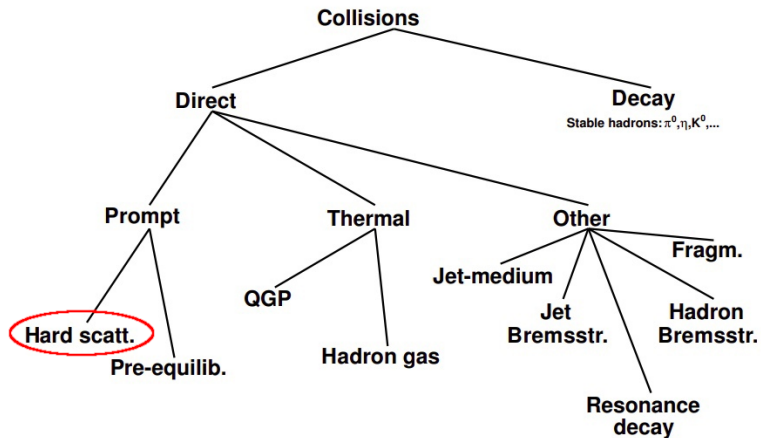 Collisions
Direct
Decay
Stable hadrons: π⁰,η,K⁰,...
Prompt
Thermal
Other
Fragm.
Jet-medium
QGP
Jet
Bremsstr.
Hadron
Bremsstr.
Hard scatt.
Pre-equilib.
Hadron gas
Resonance
decay